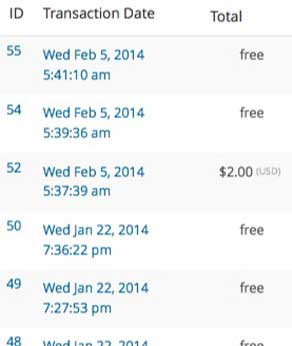 ID Transaction Date Total
55 Wed Feb 5, 2014 free
5:41:10 am
54 Wed Feb 5, 2014 free
5:39:36 am
52 Wed Feb 5, 2014 $2.00 (USD)
5:37:39 am
50 Wed Jan 22, 2014 free
7:36:22 pm
49 Wed Jan 22, 2014 free
7:27:53 pm
48 Wed Jan 22, 2014 free